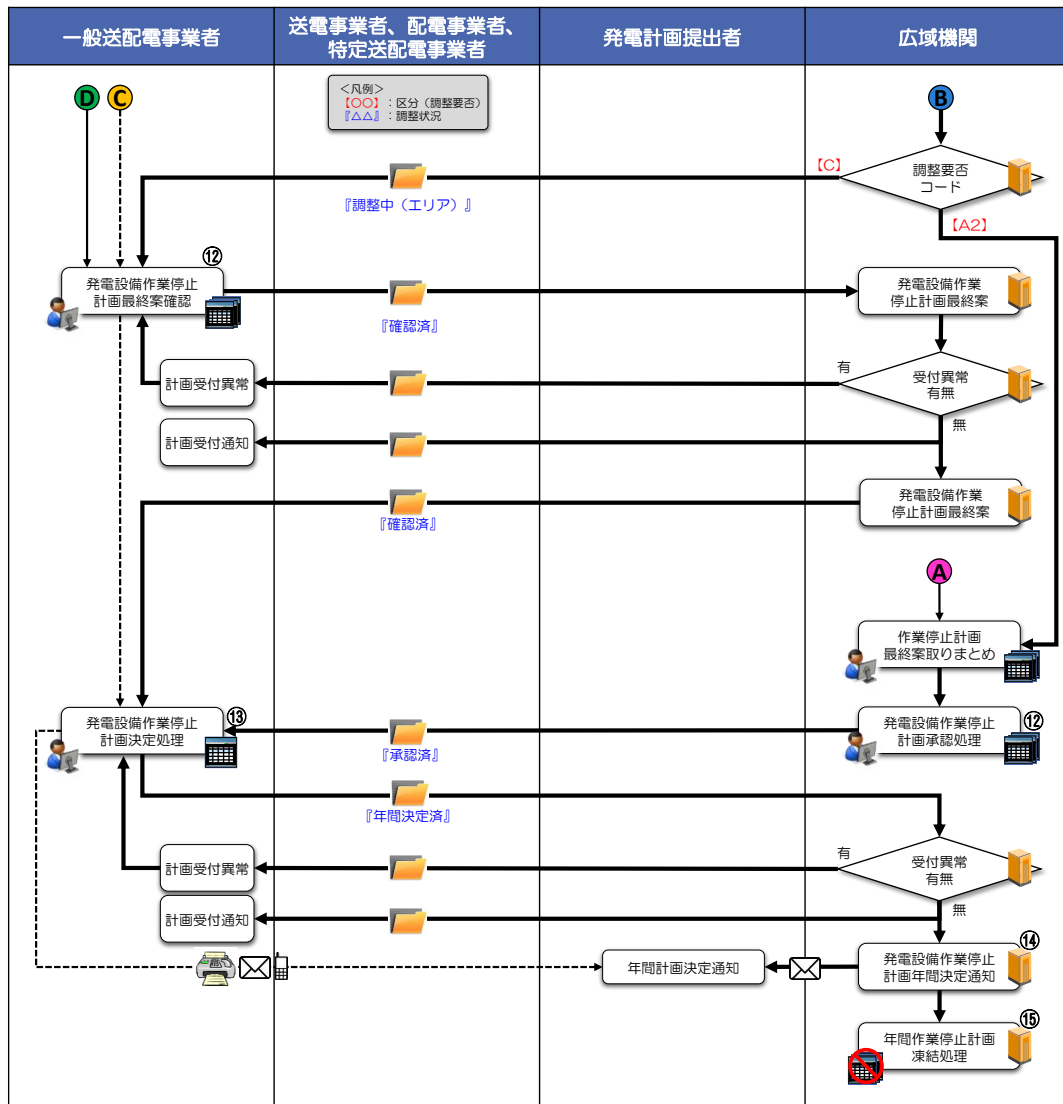 一般送配電事業者
送電事業者、配電事業者、
特定送配電事業者
発電計画提出者
広域機関
<凡例>
【〇〇】：区分（調整要否）
『△△』：調整状況
D
C
B
調整要否
コード
【C】
『調整中（エリア）』
【A2】
⑫
発電設備作業停止
計画最終案確認
『確認済』
発電設備作業
停止計画最終案
計画受付異常
有
受付異常
有無
無
計画受付通知
発電設備作業
停止計画最終案
『確認済』
A
作業停止計画
最終案取りまとめ
⑬
発電設備作業停止
計画決定処理
『承認済』
⑫
発電設備作業停止
計画承認処理
『年間決定済』
計画受付異常
有
受付異常
有無
無
計画受付通知
年間計画決定通知
⑭
発電設備作業停止
計画年間決定通知
⑮
年間作業停止計画
凍結処理